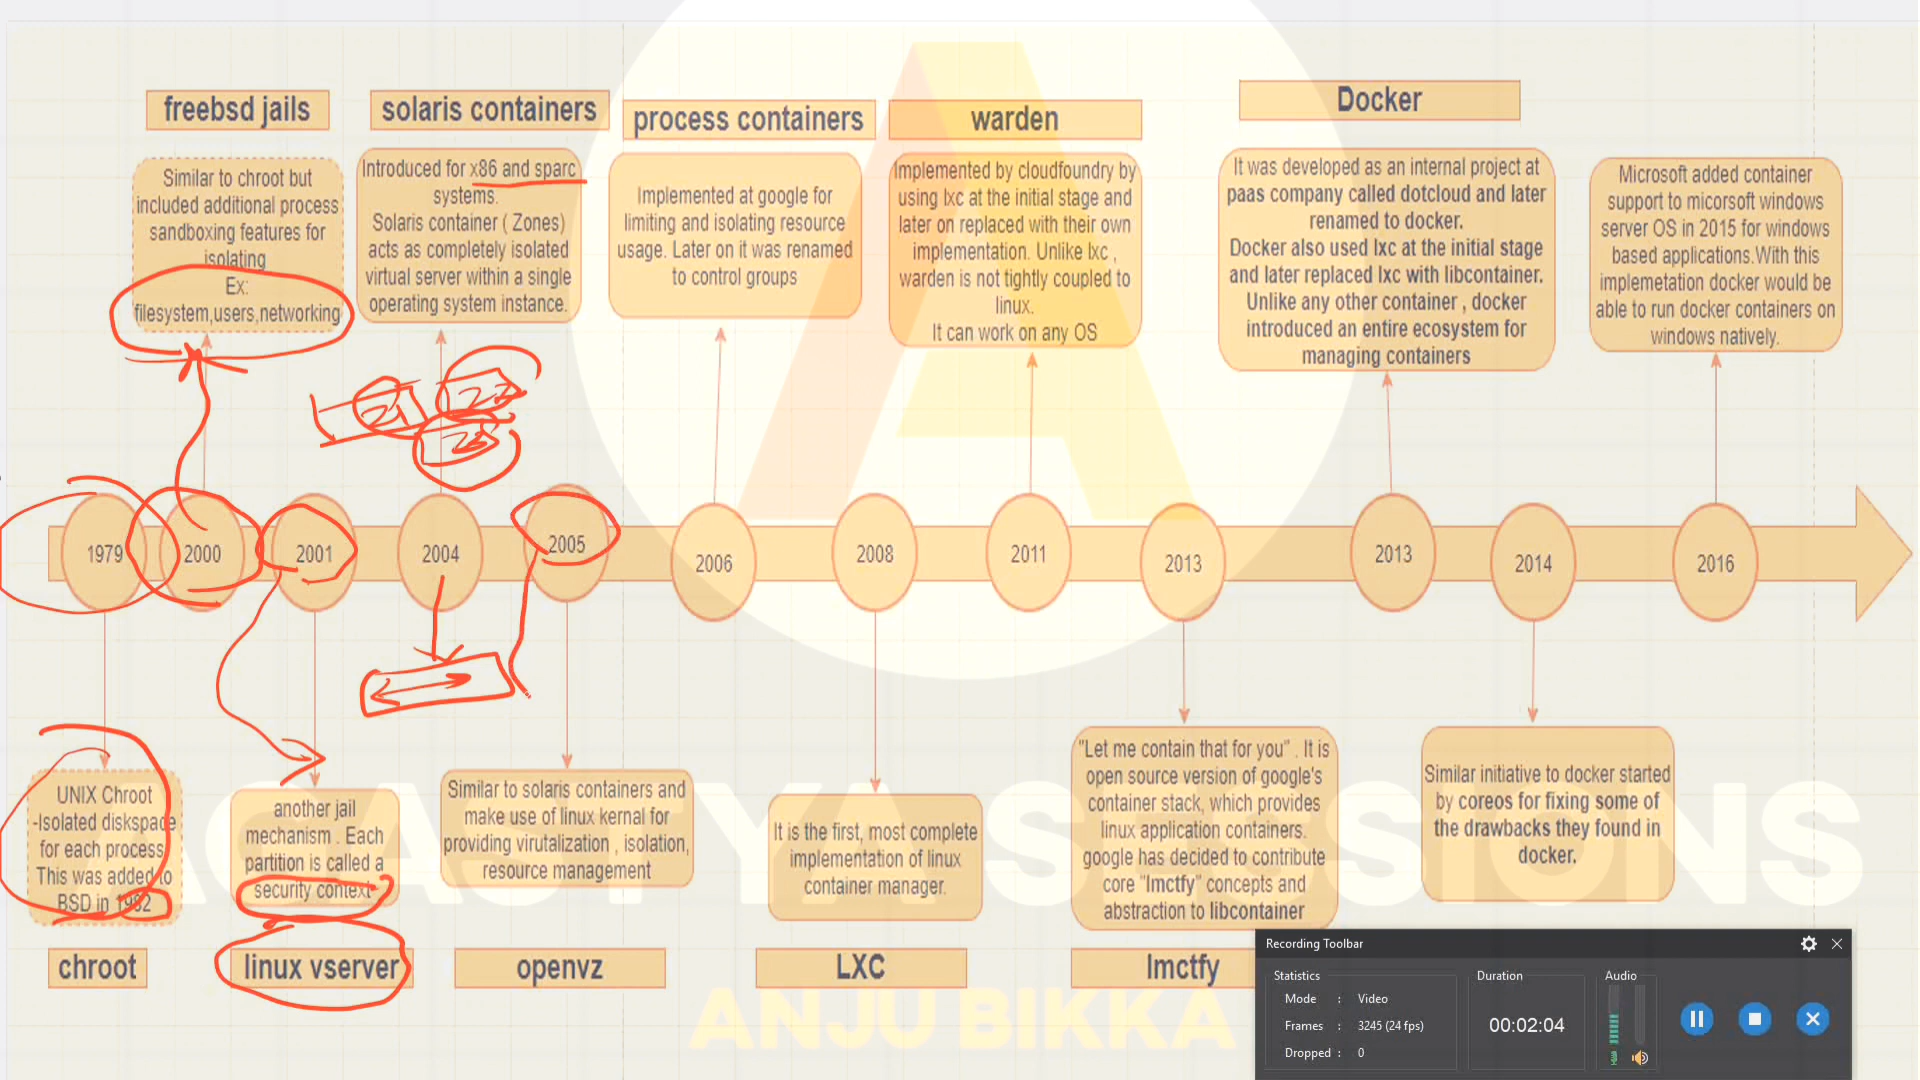 freebsd jails
solaris containers
process containers
warden
Docker
Similar to chroot but
included additional process
sandboxing features for
isolating
Ex:
filesystem,users,networking
Introduced for x86 and sparc
systems.
Solaris container ( Zones)
acts as completely isolated
virtual server within a single
operating system instance.
Implemented at google for
limiting and isolating resource
usage. Later on it was renamed
to control groups
Implemented by cloudfoundry by
using lxc at the initial stage and
later on replaced with their own
implementation. Unlike lxc ,
warden is not tightly coupled to
linux.
It can work on any OS
It was developed as an internal project at
paas company called dotcloud and later
renamed to docker.
Docker also used lxc at the initial stage
and later replaced lxc with libcontainer.
Unlike any other container , docker
introduced an entire ecosystem for
managing containers
Microsoft added container
support to micorsoft windows
server OS in 2015 for windows
based applications.With this
implemetation docker would be
able to run docker containers on
windows natively.
Z1
Z2
1979
2000
2001
2004
2005
2006
2008
2011
2013
2013
2014
2016
UNIX Chroot
-Isolated diskspace
for each process
This was added to
BSD in 1982
another jail
mechanism . Each
partition is called a
security context
Similar to solaris containers and
make use of linux kernal for
providing virutalization , isolation,
resource management
It is the first, most complete
implementation of linux
container manager.
"Let me contain that for you" . It is
open source version of google's
container stack, which provides
linux application containers.
google has decided to contribute
core "lmctfy" concepts and
abstraction to libcontainer
Similar initiative to docker started
by coreos for fixing some of
the drawbacks they found in
docker.
AGASTYA SESSIONS
chroot
linux vserver
openvz
LXC
lmctfy
ANJU BIKKA
Recording Toolbar
Statistics
Mode : Video
Frames : 3245 (24 fps)
Dropped : 0
Duration
00:02:04
Audio